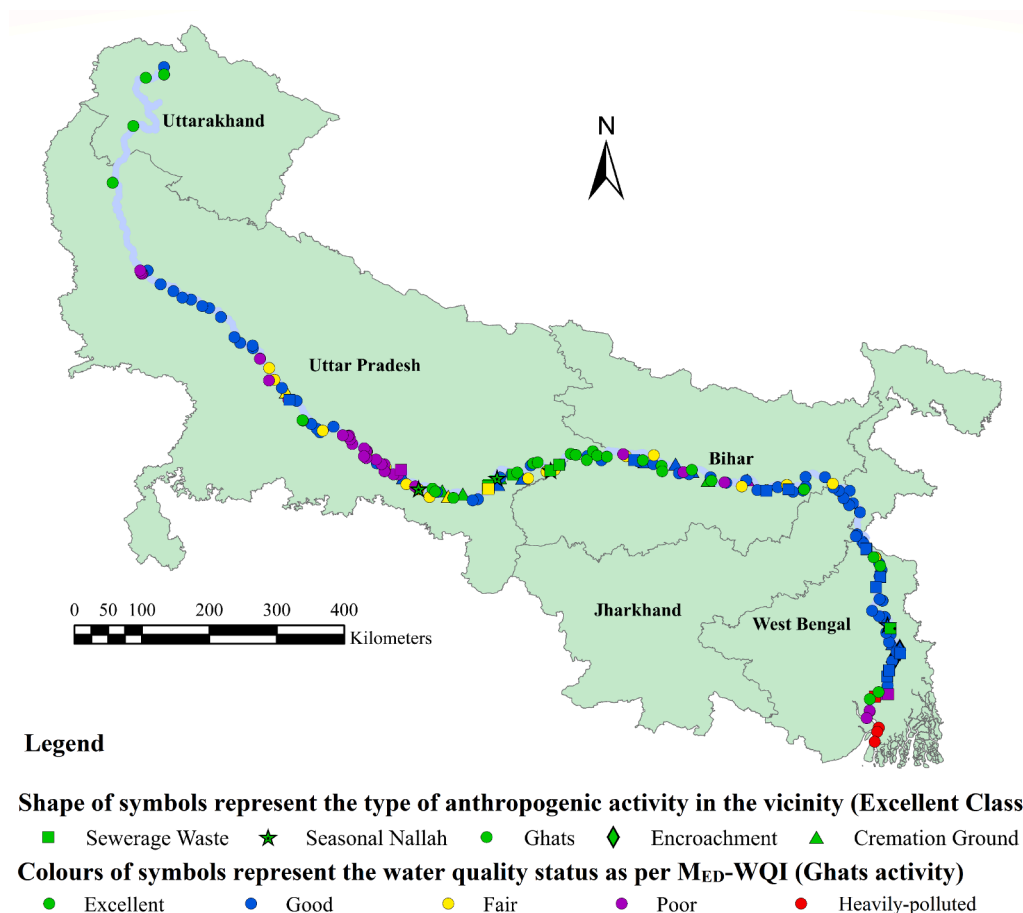 Uttarakhand
N
Uttar Pradesh
Bihar
Jharkhand
West Bengal
0 50 100 200 300 400
Kilometers
Legend
Shape of symbols represent the type of anthropogenic activity in the vicinity (Excellent Class
Sewerage Waste Seasonal Nallah Ghats Encroachment Cremation Ground
Colours of symbols represent the water quality status as per MED-WQI (Ghats activity)
Excellent Good Fair Poor Heavily-polluted